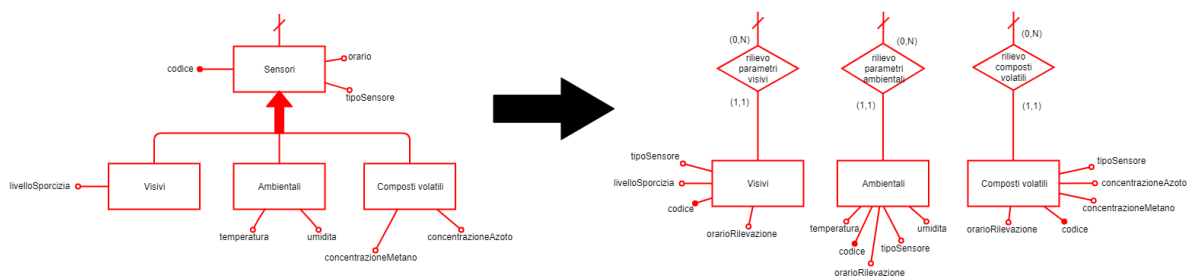 Sensori
codice
orario
tipoSensore
Visivi
livelloSporcizia
Ambientali
temperatura
umidita
Composti volatili
concentrazioneMetano
concentrazioneAzoto
(0,N)
rilievo
parametri
visivi
(1,1)
tipoSensore
livelloSporcizia
codice
Visivi
orarioRilevazione
(0,N)
rilievo
parametri
ambientali
(1,1)
Ambientali
temperatura
codice
orarioRilevazione
tipoSensore
umidita
(0,N)
rilievo
composti
volatili
(1,1)
Composti volatili
tipoSensore
concentrazioneAzoto
concentrazioneMetano
codice
orarioRilevazione